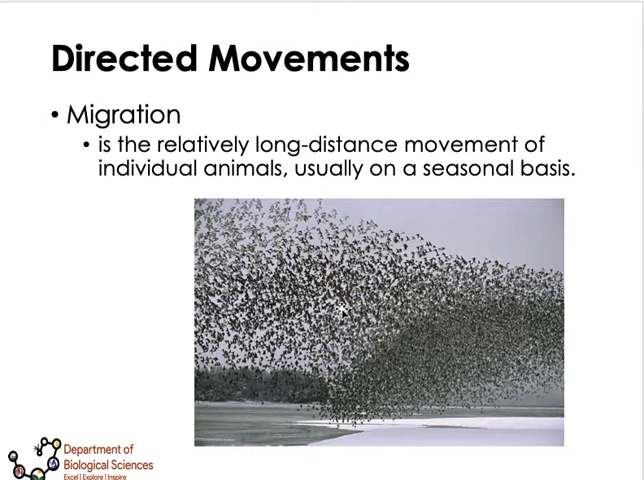 Directed Movements
• Migration
• is the relatively long-distance movement of
individual animals, usually on a seasonal basis.
Department of
Biological Sciences
Excel | Explore | Inspire